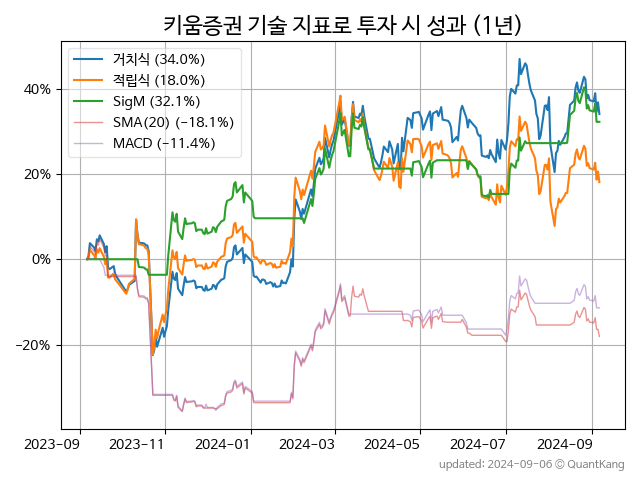 키움증권 기술 지표로 투자 시 성과 (1년)
거치식 (34.0%)
적립식 (18.0%)
SigM (32.1%)
SMA(20) (−18.1%)
MACD (−11.4%)
40%
20%
0%
−20%
2023-09 2023-11 2024-01 2024-03 2024-05 2024-07 2024-09
updated: 2024-09-06 © QuantKang